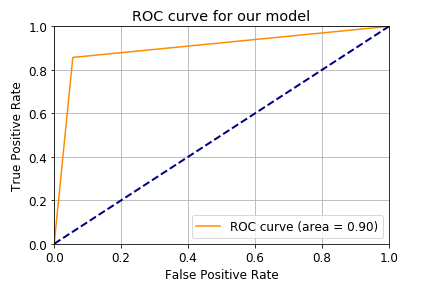 ROC curve for our model
1.0
0.8
0.6
0.4
0.2
0.0
True Positive Rate
ROC curve (area = 0.90)
0.0 0.2 0.4 0.6 0.8 1.0
False Positive Rate